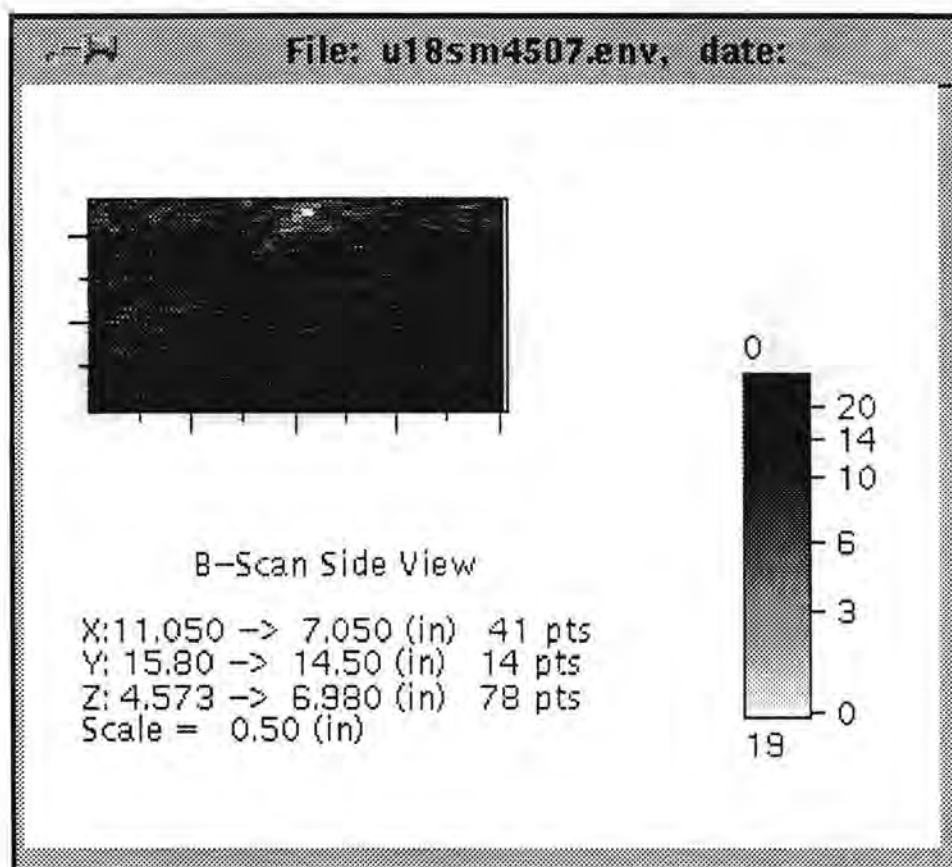 File: u18sm4507.env, date:
0
20
14
10
6
3
0
19
B-Scan Side View
X:11.050 -> 7.050 (in) 41 pts
Y: 15.80 -> 14.50 (in) 14 pts
Z: 4.573 -> 6.980 (in) 78 pts
Scale = 0.50 (in)